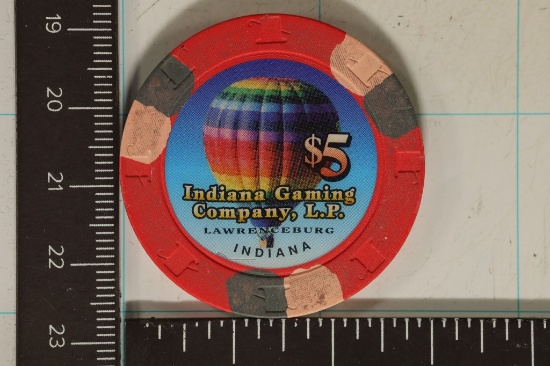 19
20
21
22
23
$5
Indiana Gaming
Company, L.P.
LAWRENCEBURG
INDIANA